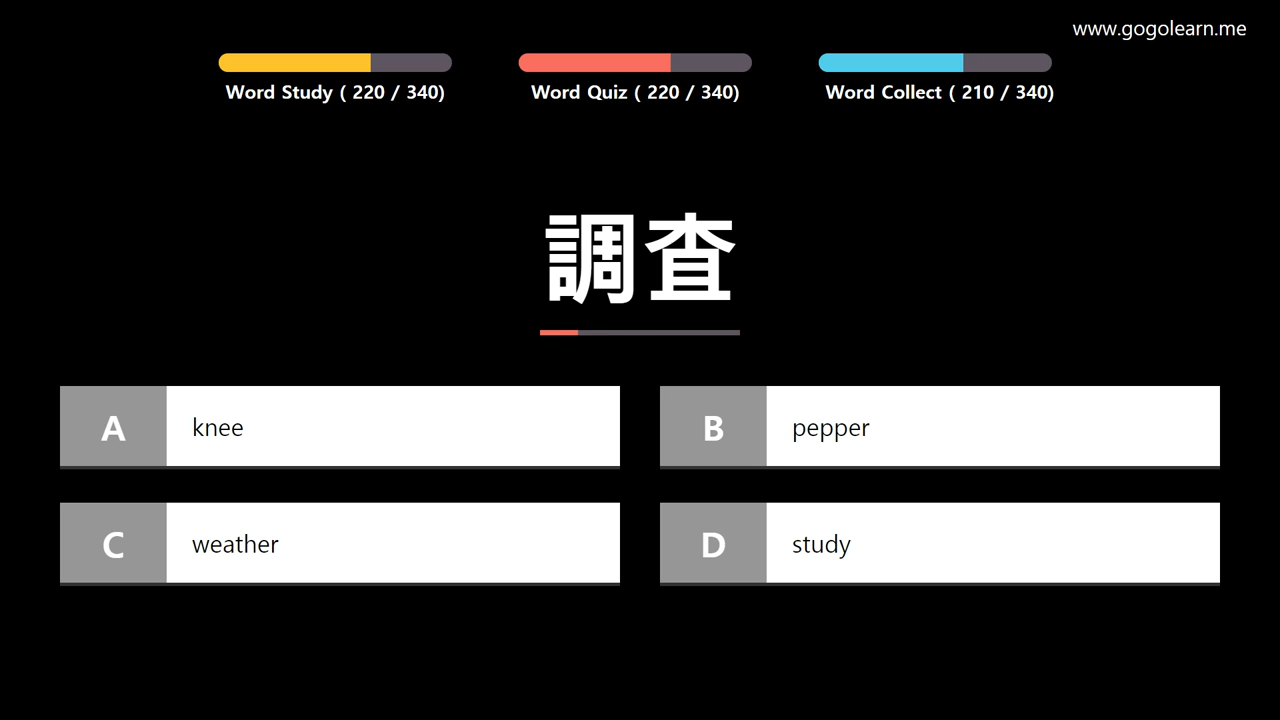 www.gogolearn.me
Word Study ( 220 / 340)
Word Quiz ( 220 / 340)
Word Collect ( 210 / 340)
調査
A knee
B pepper
C weather
D study